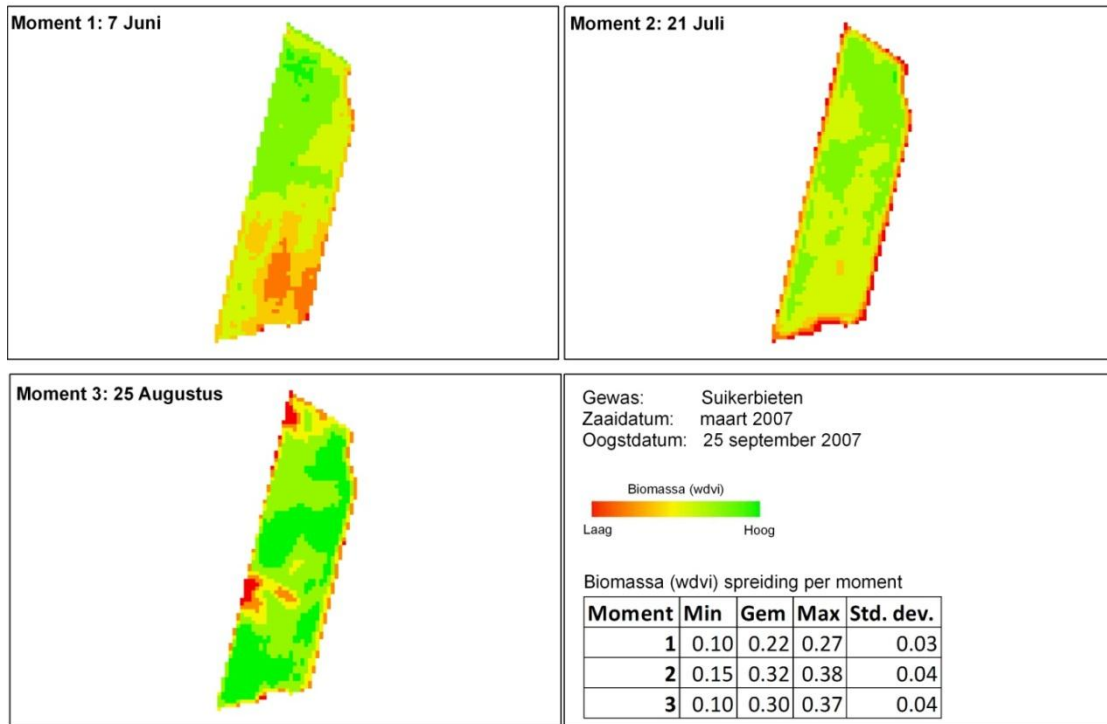 Moment 1: 7 Juni
Moment 2: 21 Juli
Moment 3: 25 Augustus
Gewas: Suikerbieten
Zaaidatum: maart 2007
Oogstdatum: 25 september 2007
Biomassa (wdvi)
Laag Hoog
Biomassa (wdvi) spreiding per moment
Moment Min Gem Max Std. dev.
1 0.10 0.22 0.27 0.03
2 0.15 0.32 0.38 0.04
3 0.10 0.30 0.37 0.04